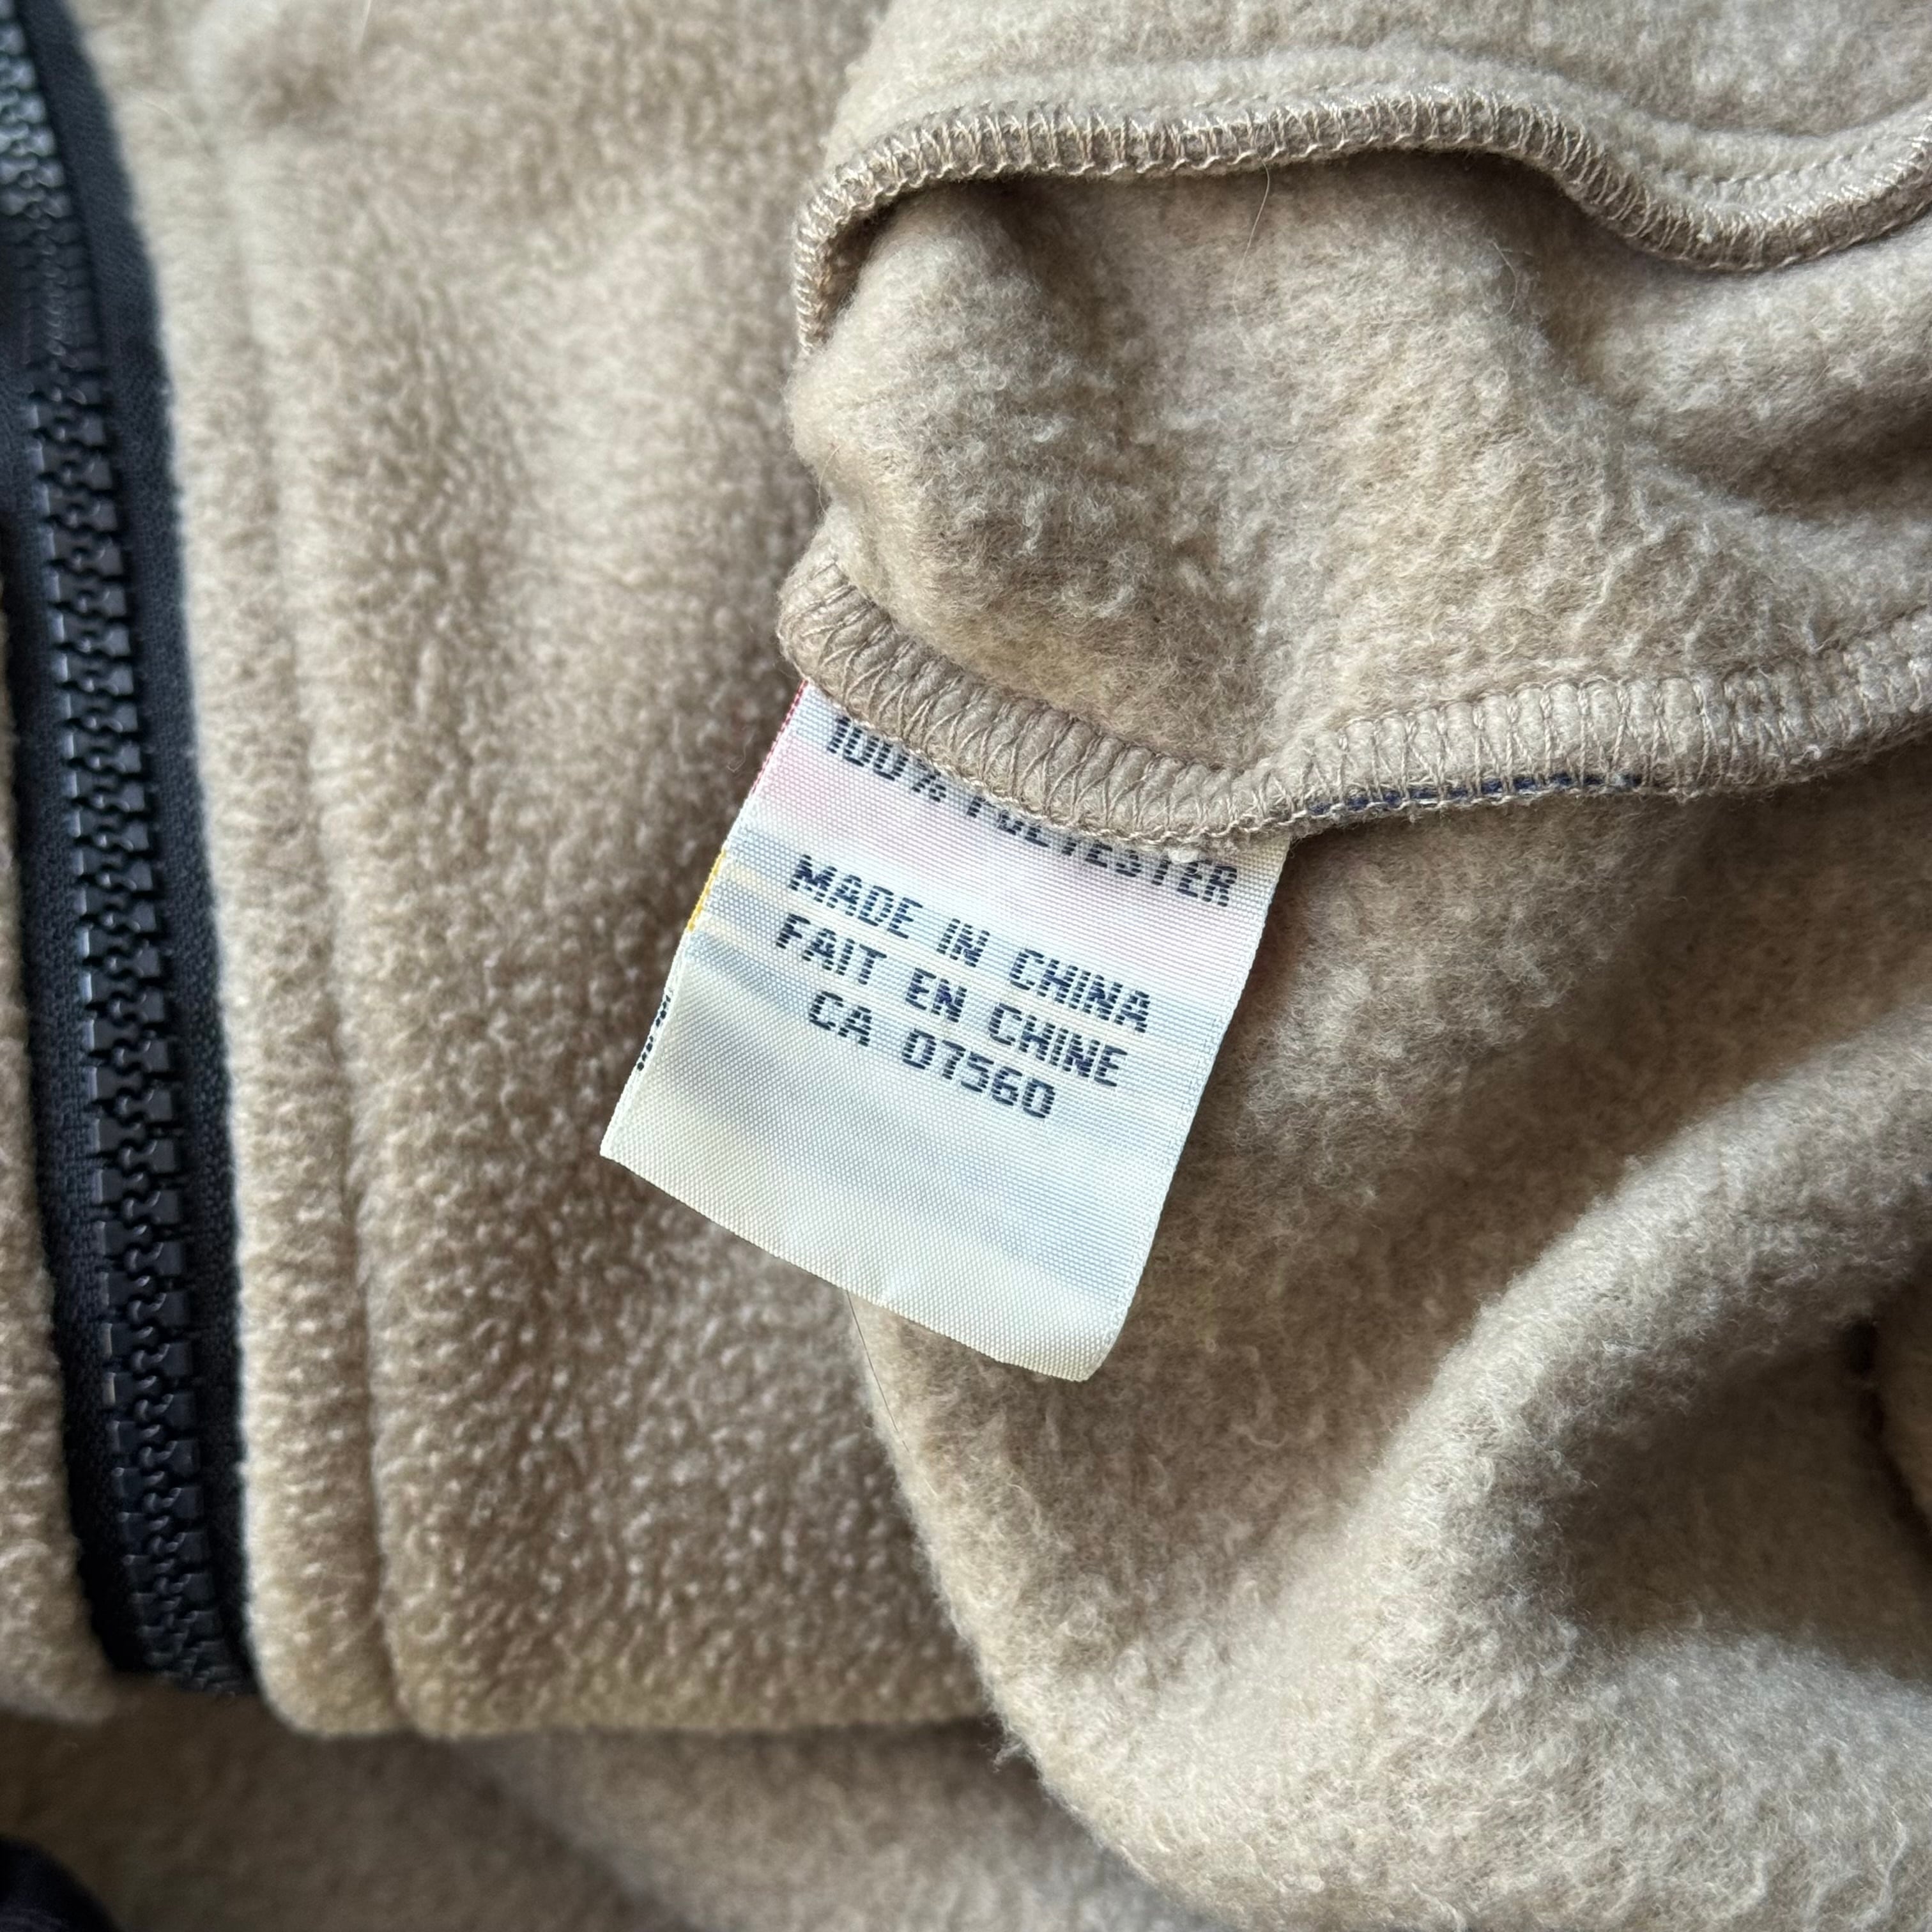 100% POLYESTER
MADE IN CHINA
FAIT EN CHINE
CA 07560